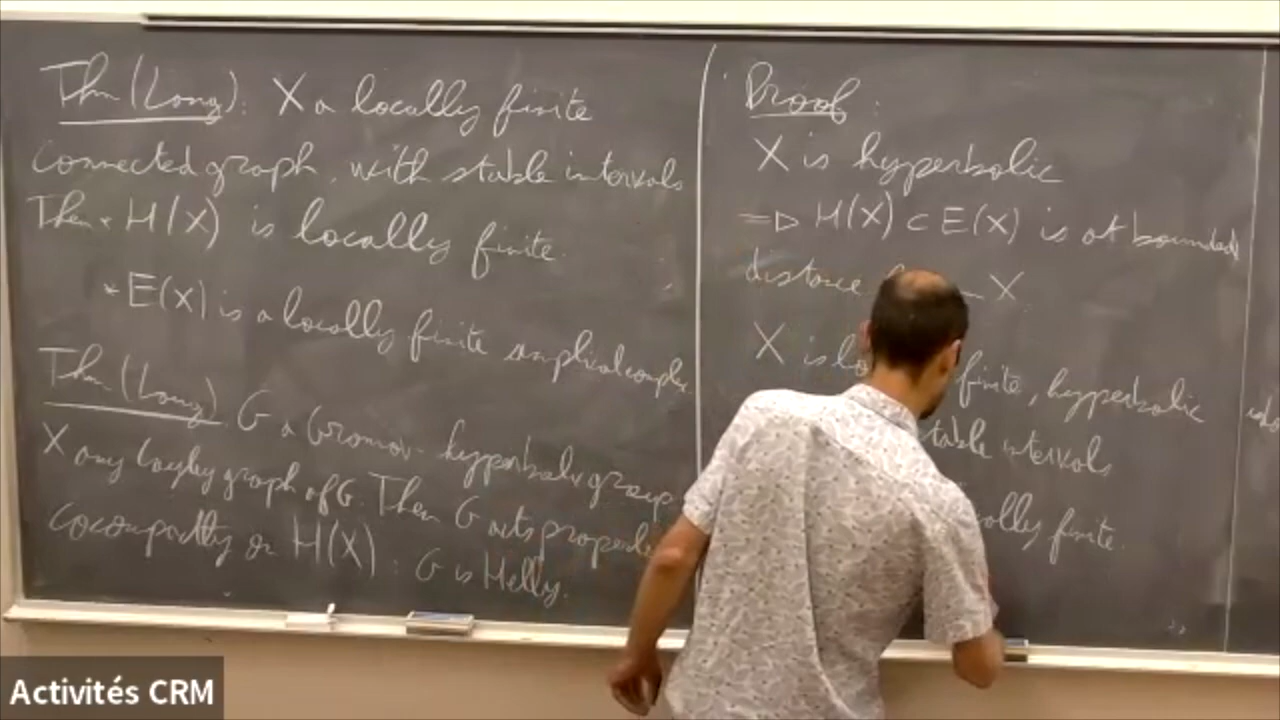 Thm (Lang): X a locally finite
connected graph, with stable intervals
Then * H(X) is locally finite.
* E(X) is a locally finite simplicial complex
Thm (Lang) G a Gromov-hyperbolic group
X any Cayley graph of G. Then G acts properly
cocompactly on H(X): G is Helly.
Proof:
X is hyperbolic
=> H(X) ⊂ E(X) is at bounded
distance X
X is finite, hyperbolic
stable intervals
locally finite.
Activités CRM